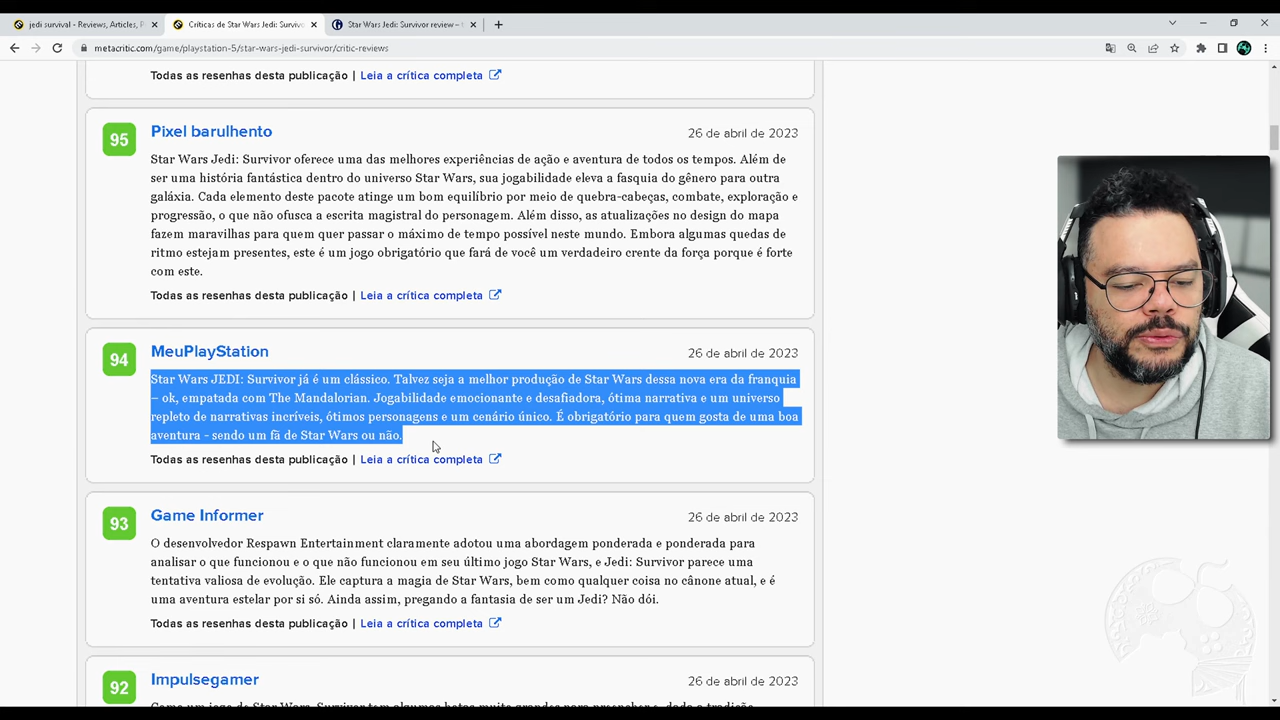 jedi survival - Reviews, Articles, P
Críticas de Star Wars Jedi: Survivo
Star Wars Jedi: Survivor review –
metacritic.com/game/playstation-5/star-wars-jedi-survivor/critic-reviews
Todas as resenhas desta publicação | Leia a crítica completa
95
Pixel barulhento
26 de abril de 2023
Star Wars Jedi: Survivor oferece uma das melhores experiências de ação e aventura de todos os tempos. Além de
ser uma história fantástica dentro do universo Star Wars, sua jogabilidade eleva a fasquia do gênero para outra
galáxia. Cada elemento deste pacote atinge um bom equilíbrio por meio de quebra-cabeças, combate, exploração e
progressão, o que não ofusca a escrita magistral do personagem. Além disso, as atualizações no design do mapa
fazem maravilhas para quem quer passar o máximo de tempo possível neste mundo. Embora algumas quedas de
ritmo estejam presentes, este é um jogo obrigatório que fará de você um verdadeiro crente da força porque é forte
com este.
Todas as resenhas desta publicação | Leia a crítica completa
94
MeuPlayStation
26 de abril de 2023
Star Wars JEDI: Survivor já é um clássico. Talvez seja a melhor produção de Star Wars dessa nova era da franquia
– ok, empatada com The Mandalorian. Jogabilidade emocionante e desafiadora, ótima narrativa e um universo
repleto de narrativas incríveis, ótimos personagens e um cenário único. É obrigatório para quem gosta de uma boa
aventura - sendo um fã de Star Wars ou não.
Todas as resenhas desta publicação | Leia a crítica completa
93
Game Informer
26 de abril de 2023
O desenvolvedor Respawn Entertainment claramente adotou uma abordagem ponderada e ponderada para
analisar o que funcionou e o que não funcionou em seu último jogo Star Wars, e Jedi: Survivor parece uma
tentativa valiosa de evolução. Ele captura a magia de Star Wars, bem como qualquer coisa no cânone atual, e é
uma aventura estelar por si só. Ainda assim, pregando a fantasia de ser um Jedi? Não dói.
Todas as resenhas desta publicação | Leia a crítica completa
92
Impulsegamer
26 de abril de 2023